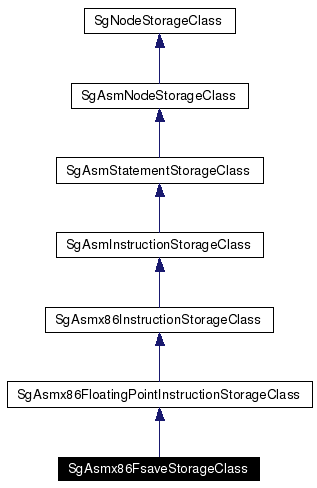 SgNodeStorageClass
SgAsmNodeStorageClass
SgAsmStatementStorageClass
SgAsmInstructionStorageClass
SgAsmx86InstructionStorageClass
SgAsmx86FloatingPointInstructionStorageClass
SgAsmx86FsaveStorageClass